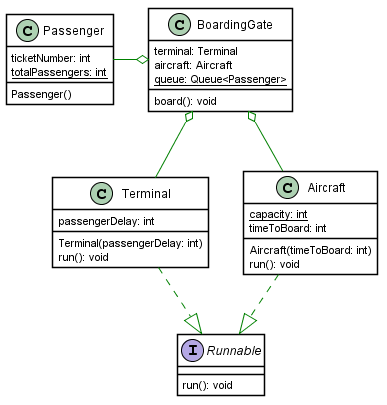 C Passenger
ticketNumber: int
totalPassengers: int
Passenger()
C BoardingGate
terminal: Terminal
aircraft: Aircraft
queue: Queue<Passenger>
board(): void
C Terminal
passengerDelay: int
Terminal(passengerDelay: int)
run(): void
C Aircraft
capacity: int
timeToBoard: int
Aircraft(timeToBoard: int)
run(): void
I Runnable
run(): void